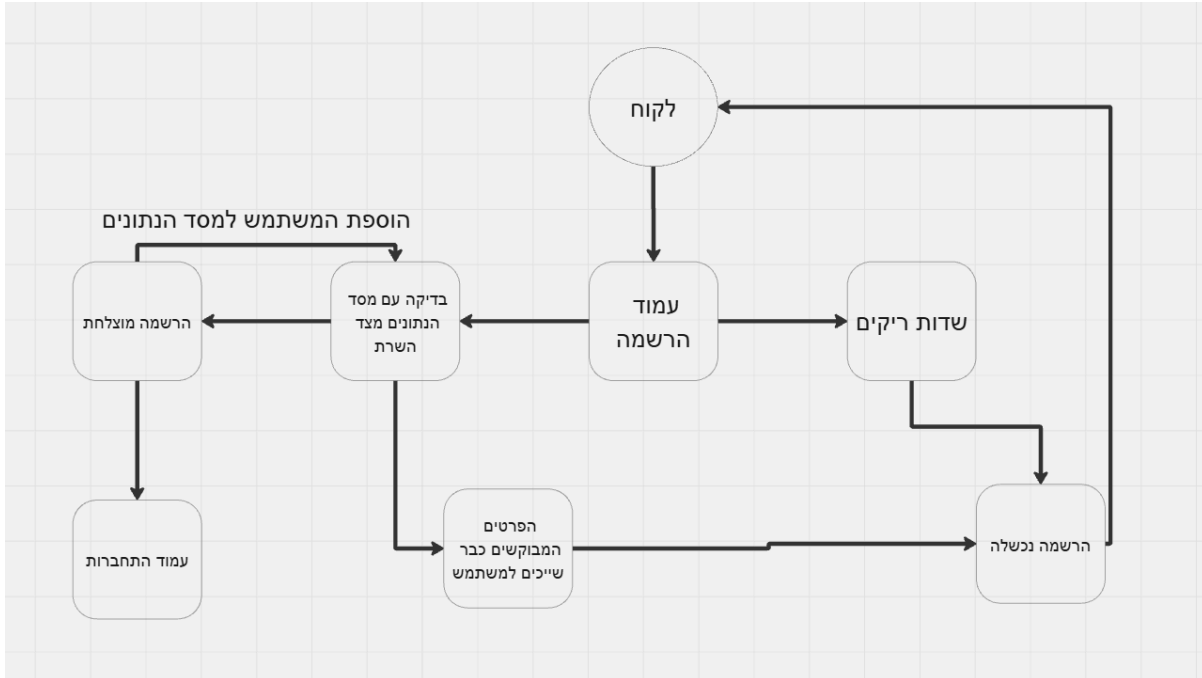 לקוח
הוספת המשתמש למסד הנתונים
שדות ריקים
עמוד
הרשמה
בדיקה עם מסד
הנתונים מצד
השרת
הרשמה מוצלחת
הרשמה נכשלה
הפרטים
המבוקשים כבר
שייכים למשתמש
עמוד התחברות